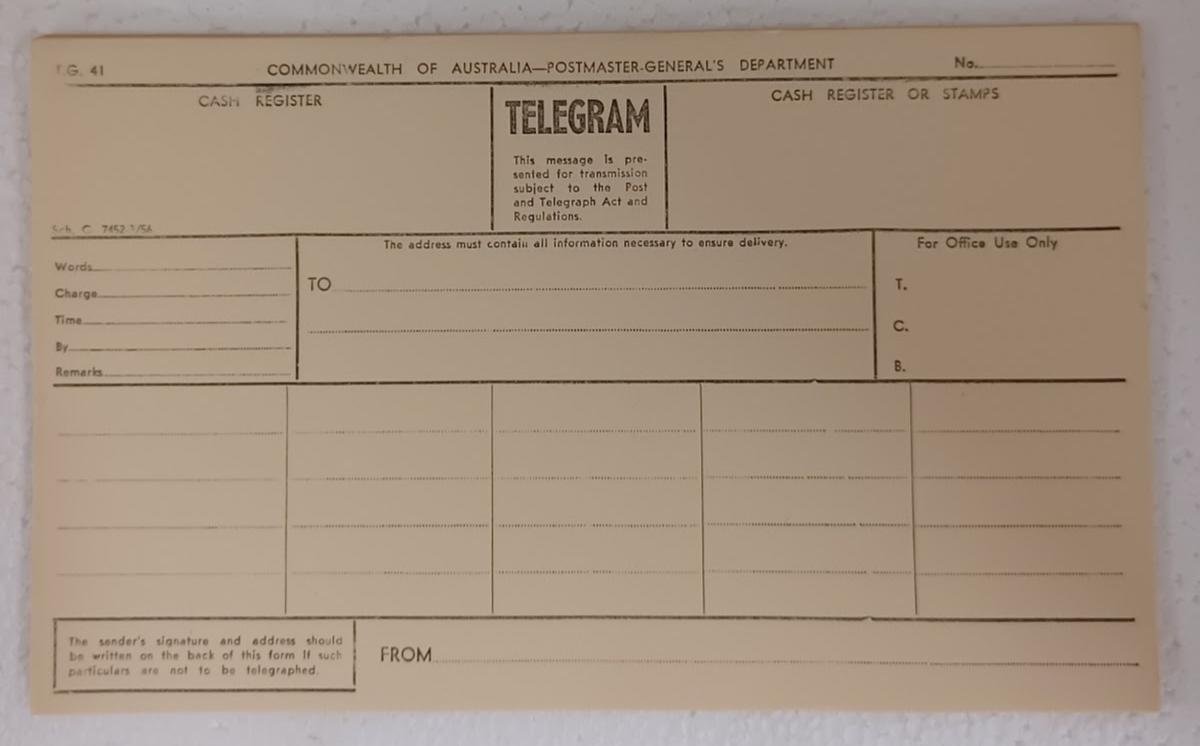 T.G. 41
COMMONWEALTH OF AUSTRALIA—POSTMASTER-GENERAL'S DEPARTMENT
No.
CASH REGISTER
TELEGRAM
This message is pre-
sented for transmission
subject to the Post
and Telegraph Act and
Regulations.
CASH REGISTER OR STAMPS
Sch. C. 7452
Words
Charge
Time
By
Remarks
The address must contain all information necessary to ensure delivery.
TO
For Office Use Only
T.
C.
B.
The sender's signature and address should
be written on the back of this form if such
particulars are not to be telegraphed.
FROM